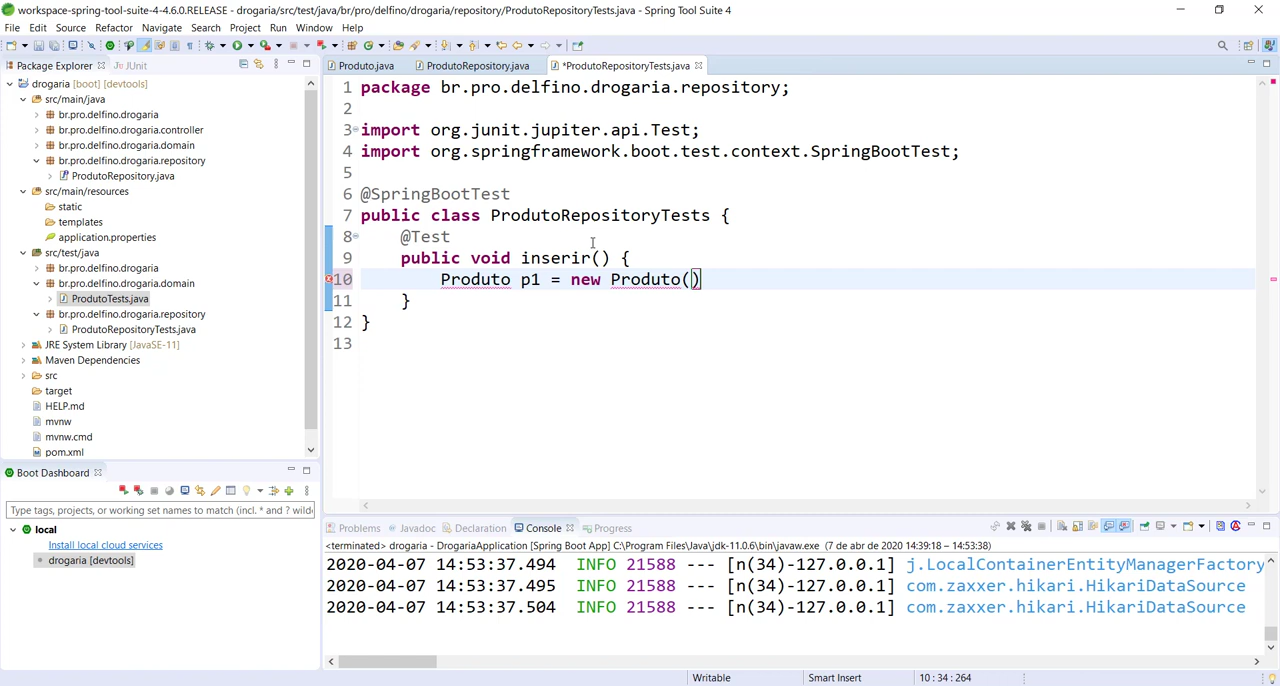 workspace-spring-tool-suite-4-4.6.0.RELEASE - drogaria/src/test/java/br/pro/delfino/drogaria/repository/ProdutoRepositoryTests.java - Spring Tool Suite 4
File Edit Source Refactor Navigate Search Project Run Window Help
Package Explorer JUnit
Produto.java ProdutoRepository.java *ProdutoRepositoryTests.java
drogaria [boot] [devtools]
src/main/java
br.pro.delfino.drogaria
br.pro.delfino.drogaria.controller
br.pro.delfino.drogaria.domain
br.pro.delfino.drogaria.repository
ProdutoRepository.java
src/main/resources
static
templates
application.properties
src/test/java
br.pro.delfino.drogaria
br.pro.delfino.drogaria.domain
ProdutoTests.java
br.pro.delfino.drogaria.repository
ProdutoRepositoryTests.java
JRE System Library [JavaSE-11]
Maven Dependencies
src
target
HELP.md
mvnw
mvnw.cmd
pom.xml
1 package br.pro.delfino.drogaria.repository;
2
3 import org.junit.jupiter.api.Test;
4 import org.springframework.boot.test.context.SpringBootTest;
5
6 @SpringBootTest
7 public class ProdutoRepositoryTests {
8 @Test
9 public void inserir() {
10 Produto p1 = new Produto()
11 }
12 }
13
Boot Dashboard
Type tags, projects, or working set names to match (incl. * and ? wild
local
Install local cloud services
drogaria [devtools]
Problems Javadoc Declaration Console Progress
<terminated> drogaria - DrogariaApplication [Spring Boot App] C:\Program Files\Java\jdk-11.0.6\bin\javaw.exe (7 de abr de 2020 14:39:18 – 14:53:38)
2020-04-07 14:53:37.494 INFO 21588 --- [n(34)-127.0.0.1] j.LocalContainerEntityManagerFactory
2020-04-07 14:53:37.495 INFO 21588 --- [n(34)-127.0.0.1] com.zaxxer.hikari.HikariDataSource
2020-04-07 14:53:37.504 INFO 21588 --- [n(34)-127.0.0.1] com.zaxxer.hikari.HikariDataSource
Writable Smart Insert 10 : 34 : 264